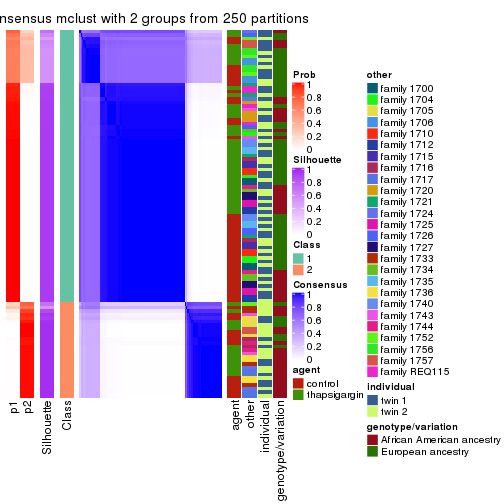 nsensus mclust with 2 groups from 250 partitions
p1
p2
Silhouette
Class
agent
other
individual
genotype/variation
Prob
1
0.8
0.6
0.4
0.2
0
Silhouette
1
0.8
0.6
0.4
0.2
0
Class
1
2
Consensus
1
0.8
0.6
0.4
0.2
0
agent
control
thapsigargin
other
family 1700
family 1704
family 1705
family 1706
family 1710
family 1712
family 1715
family 1716
family 1717
family 1720
family 1721
family 1724
family 1725
family 1726
family 1727
family 1733
family 1734
family 1735
family 1736
family 1740
family 1743
family 1744
family 1752
family 1756
family 1757
family REQ115
individual
twin 1
twin 2
genotype/variation
African American ancestry
European ancestry